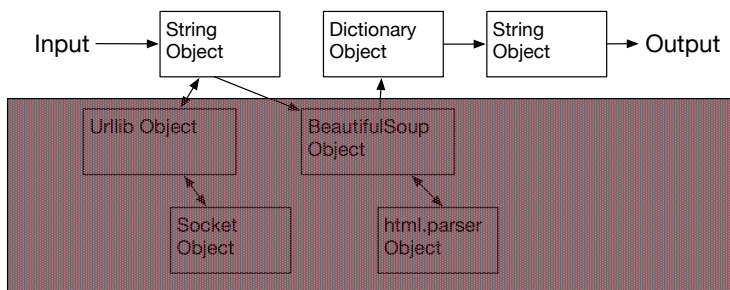 Input
String
Object
Dictionary
Object
String
Object
Output
Urllib Object
BeautifulSoup
Object
Socket
Object
html.parser
Object